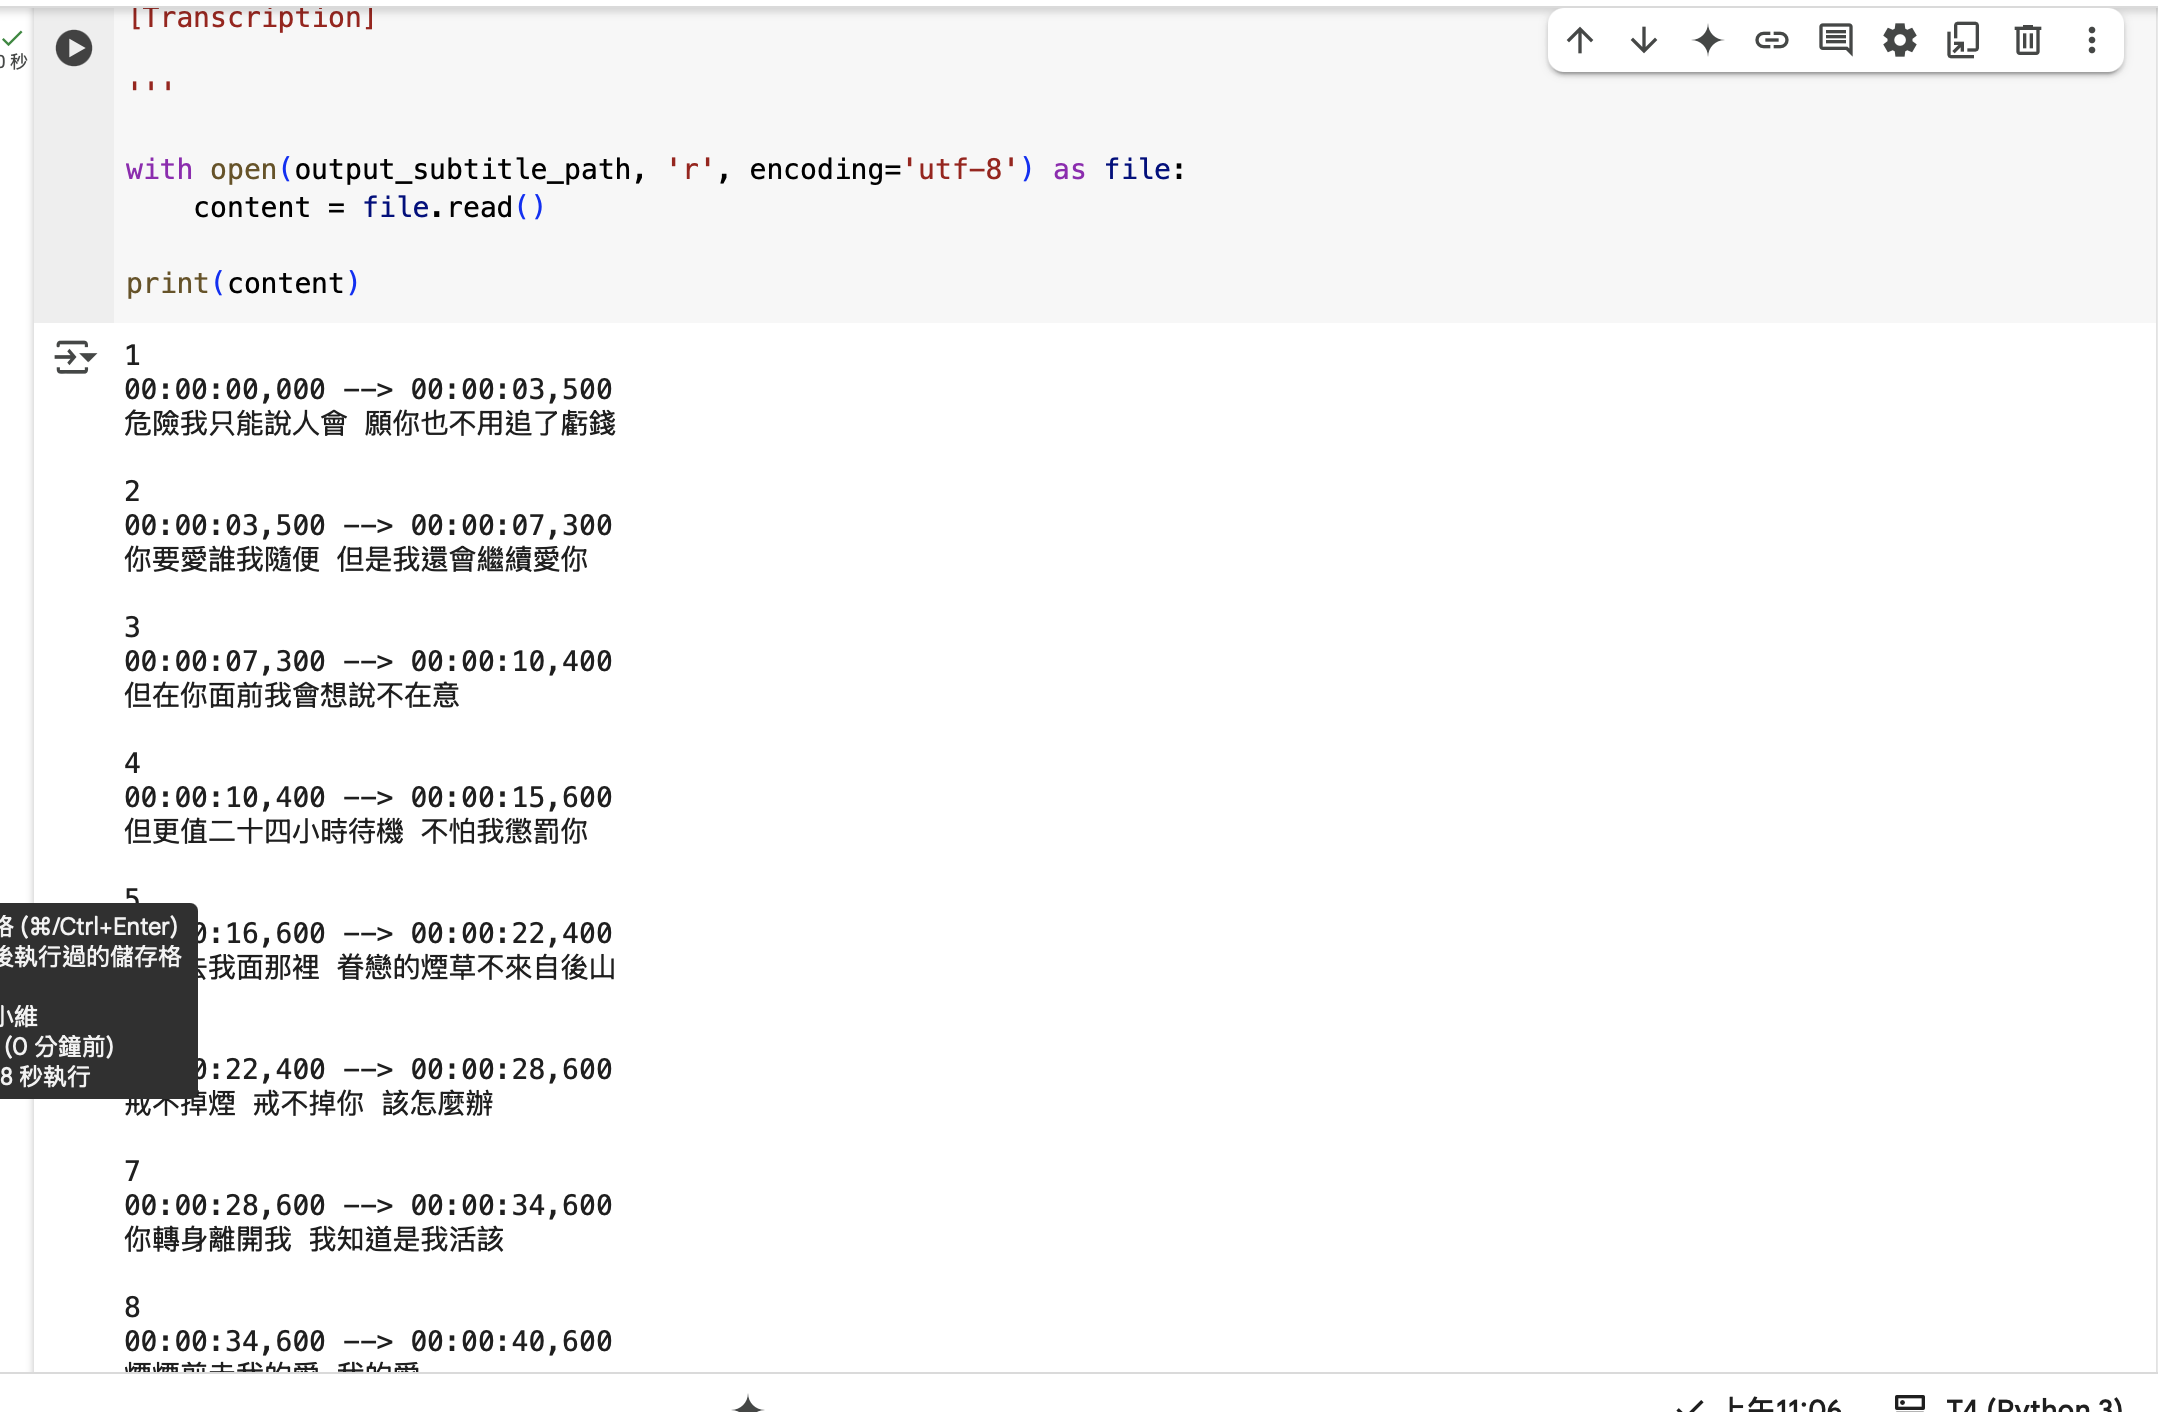 [Transcription]
0 秒
'''
with open(output_subtitle_path, 'r', encoding='utf-8') as file:
    content = file.read()
print(content)
1
00:00:00,000 --> 00:00:03,500
危險我只能說人會 願你也不用追了虧錢
2
00:00:03,500 --> 00:00:07,300
你要愛誰我隨便 但是我還會繼續愛你
3
00:00:07,300 --> 00:00:10,400
但在你面前我會想說不在意
4
00:00:10,400 --> 00:00:15,600
但更值二十四小時待機 不怕我懲罰你
5
0:16,600 --> 00:00:22,400
我面那裡 眷戀的煙草不來自後山
0:22,400 --> 00:00:28,600
戒不掉煙 戒不掉你 該怎麼辦
格 (⌘/Ctrl+Enter)
後執行過的儲存格
小維
(0 分鐘前)
8 秒執行
7
00:00:28,600 --> 00:00:34,600
你轉身離開我 我知道是我活該
8
00:00:34,600 --> 00:00:40,600
我的愛 我的愛
上午11:06
T4 (Python 3)